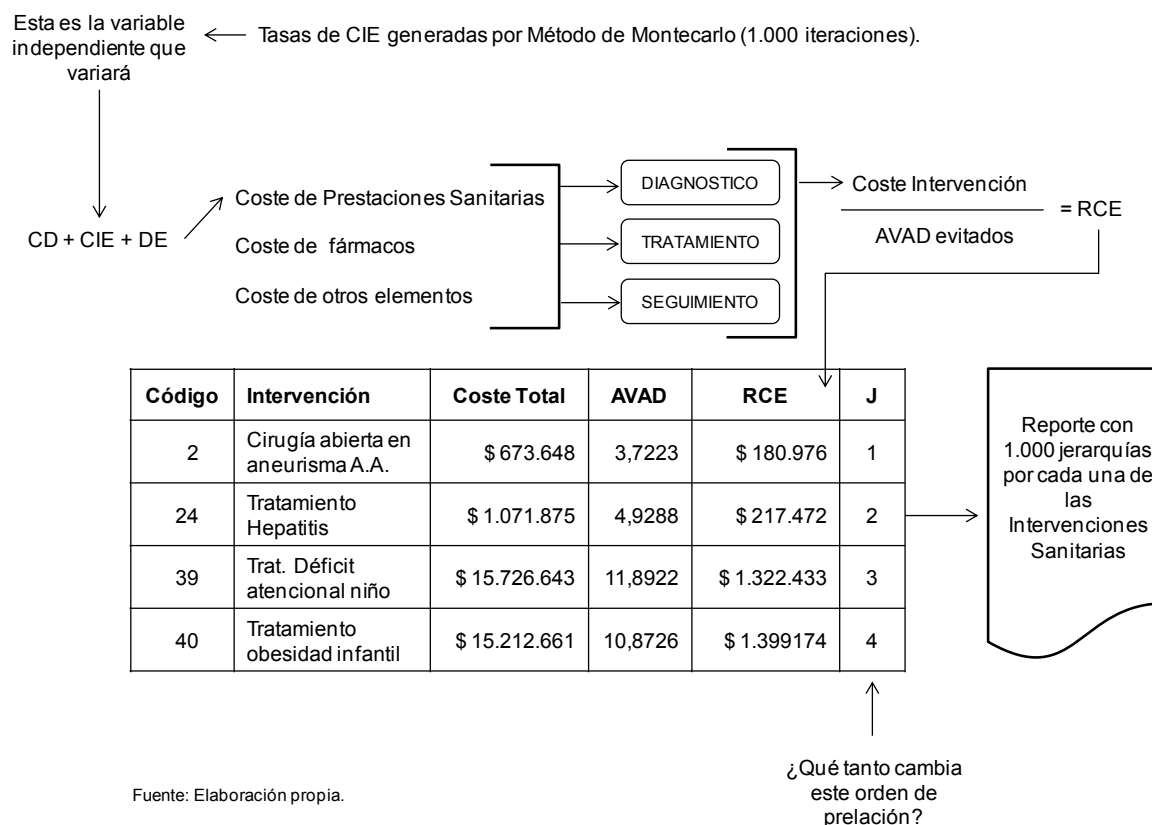 Esta es la variable
independiente que
variará
Tasas de CIE generadas por Método de Montecarlo (1.000 iteraciones).
CD + CIE + DE
Coste de Prestaciones Sanitarias
Coste de fármacos
Coste de otros elementos
DIAGNOSTICO
TRATAMIENTO
SEGUIMIENTO
Coste Intervención
AVAD evitados
= RCE
Código Intervención Coste Total AVAD RCE J
2 Cirugía abierta en
aneurisma A.A. $ 673.648 3,7223 $ 180.976 1
24 Tratamiento
Hepatitis $ 1.071.875 4,9288 $ 217.472 2
39 Trat. Déficit
atencional niño $ 15.726.643 11,8922 $ 1.322.433 3
40 Tratamiento
obesidad infantil $ 15.212.661 10,8726 $ 1.399174 4
Reporte con
1.000 jerarquías
por cada una de
las
Intervenciones
Sanitarias
¿Qué tanto cambia
este orden de
prelación?
Fuente: Elaboración propia.